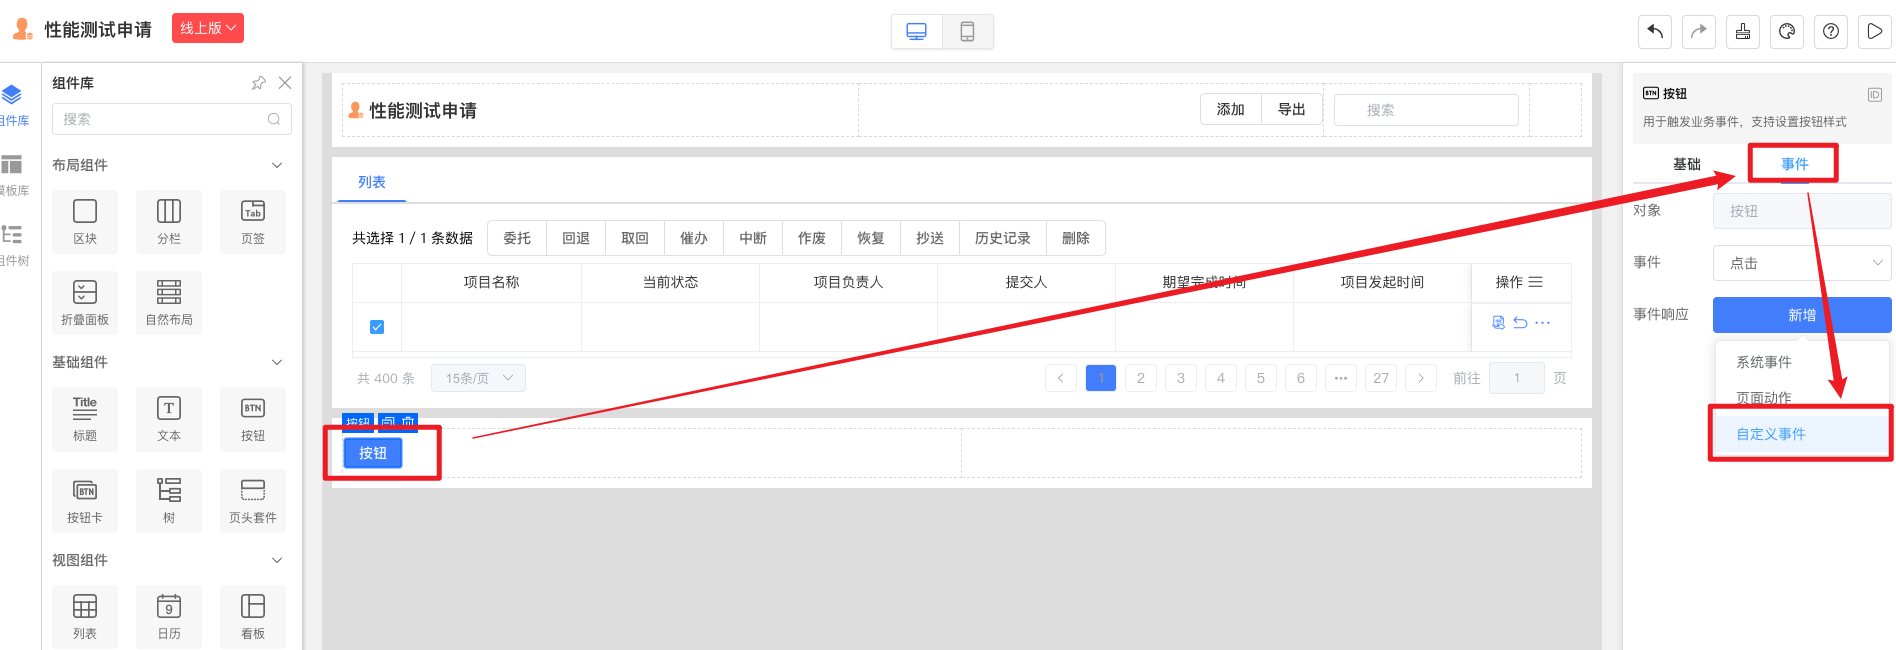 性能测试申请
线上版
组件库
组件库
搜索
模板库
组件树
布局组件
区块
分栏
Tab
页签
折叠面板
自然布局
基础组件
Title
标题
T
文本
BTN
按钮
BTN
按钮卡
树
页头套件
视图组件
列表
9
日历
看板
性能测试申请
添加
导出
搜索
列表
共选择 1 / 1 条数据
委托
回退
取回
催办
中断
作废
恢复
抄送
历史记录
删除
项目名称
当前状态
项目负责人
提交人
期望完成时间
项目发起时间
操作
共 400 条
15条/页
1
2
3
4
5
6
27
前往
1
页
按钮
按钮
BTN 按钮
ID
用于触发业务事件，支持设置按钮样式
基础
事件
对象
按钮
事件
点击
事件响应
新增
系统事件
页面动作
自定义事件